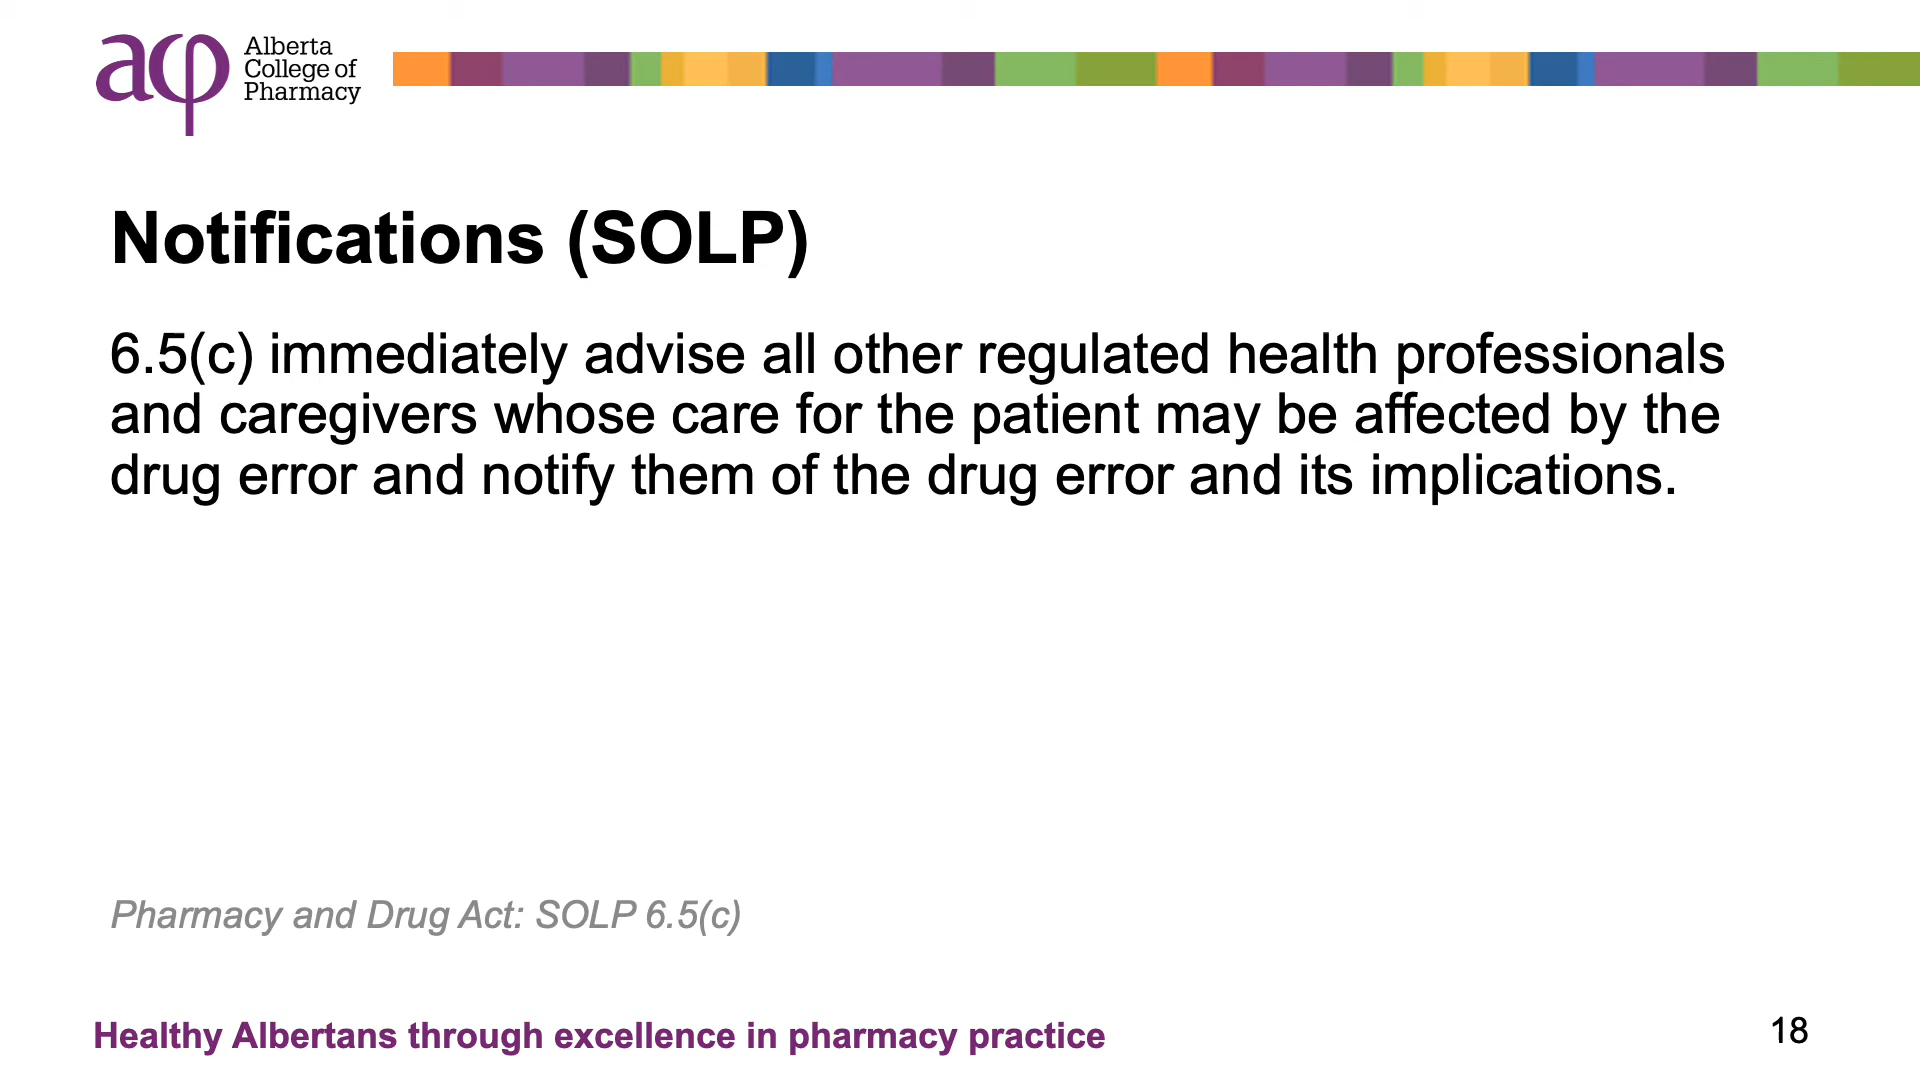 Alberta
College of
Pharmacy
Notifications (SOLP)
6.5(c) immediately advise all other regulated health professionals
and caregivers whose care for the patient may be affected by the
drug error and notify them of the drug error and its implications.
Pharmacy and Drug Act: SOLP 6.5(c)
Healthy Albertans through excellence in pharmacy practice
18